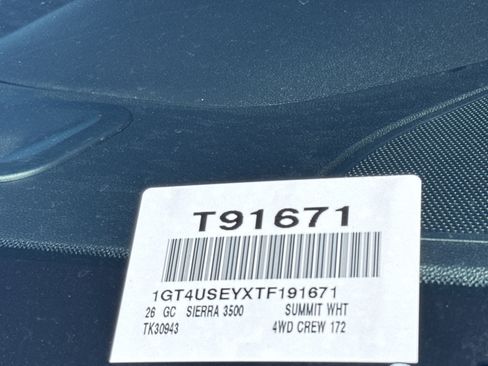 T91671
1GT4USEYXTF191671
26 GC SIERRA 3500 SUMMIT WHT
TK30943 4WD CREW 172